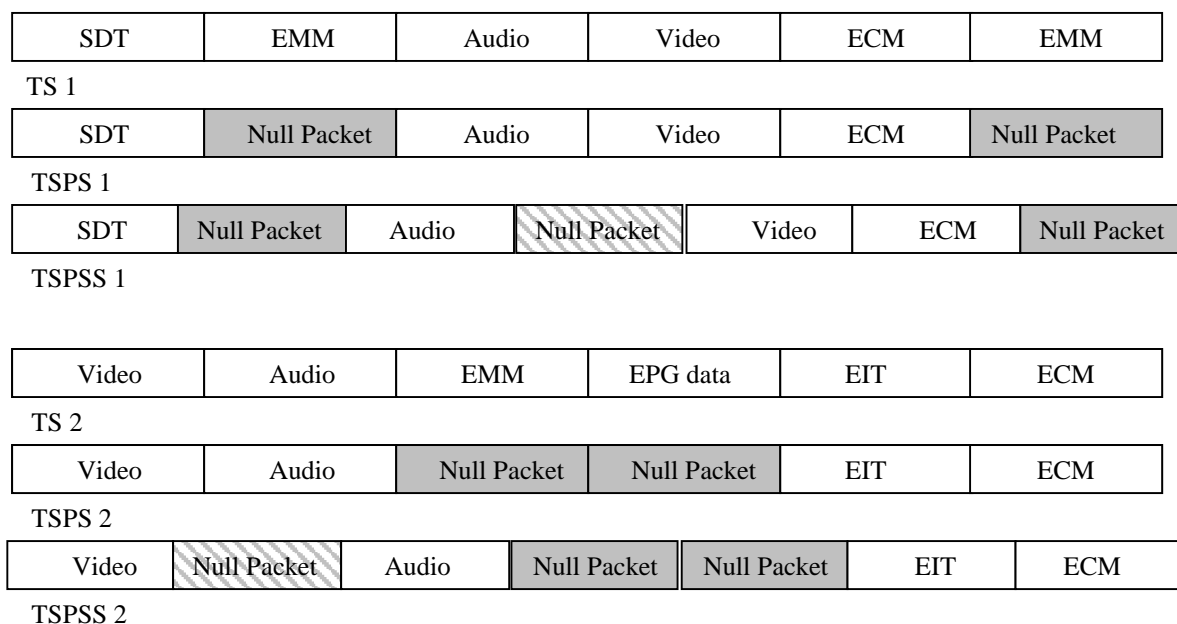 SDT EMM Audio Video ECM EMM
TS 1
SDT Null Packet Audio Video ECM Null Packet
TSPS 1
SDT Null Packet Audio Null Packet Video ECM Null Packet
TSPSS 1
Video Audio EMM EPG data EIT ECM
TS 2
Video Audio Null Packet Null Packet EIT ECM
TSPS 2
Video Null Packet Audio Null Packet Null Packet EIT ECM
TSPSS 2